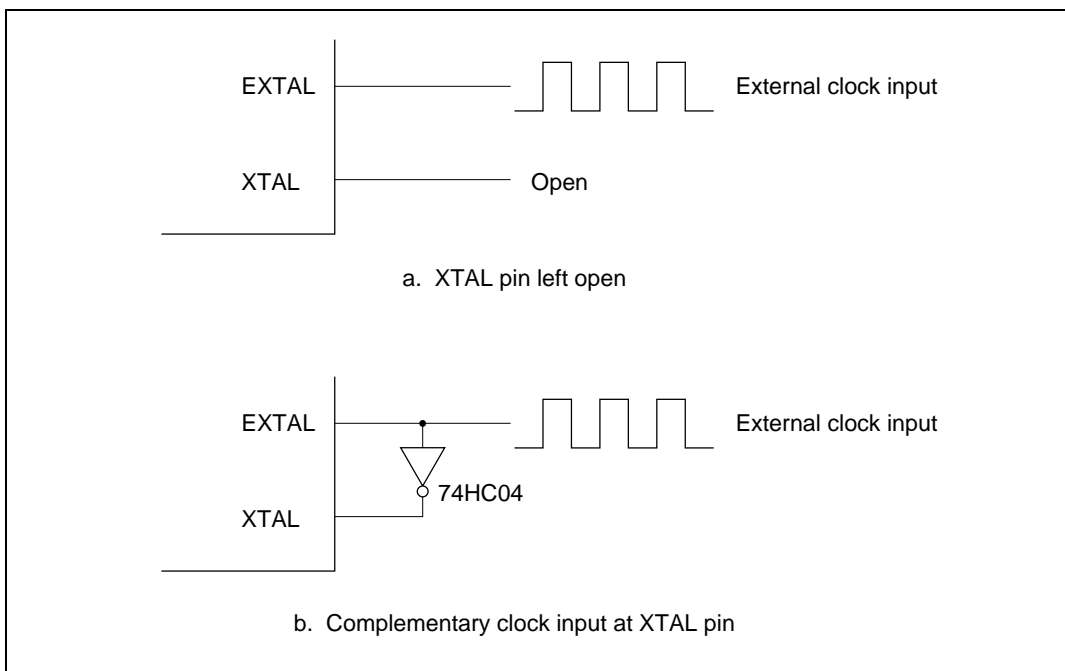 EXTAL External clock input
XTAL Open
a. XTAL pin left open
EXTAL External clock input
74HC04
XTAL
b. Complementary clock input at XTAL pin